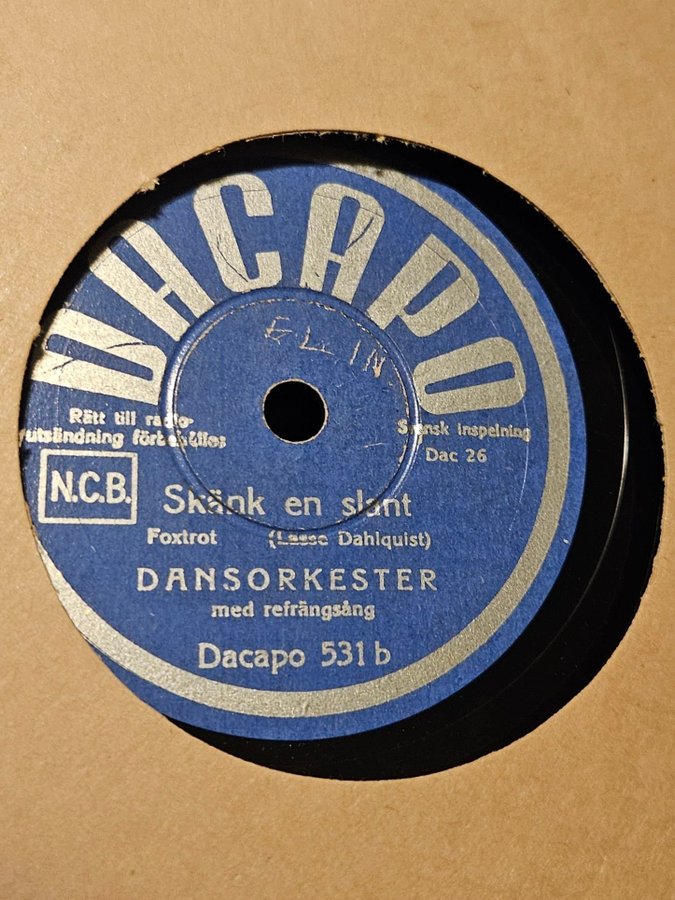 DACAPO
ELLIN
Rätt till radio-
utsändning förbehålles
Svensk inspelning
Dac 26
N.C.B.
Skänk en slant
Foxtrot (Lasse Dahlquist)
DANSORKESTER
med refrängsång
Dacapo 531 b